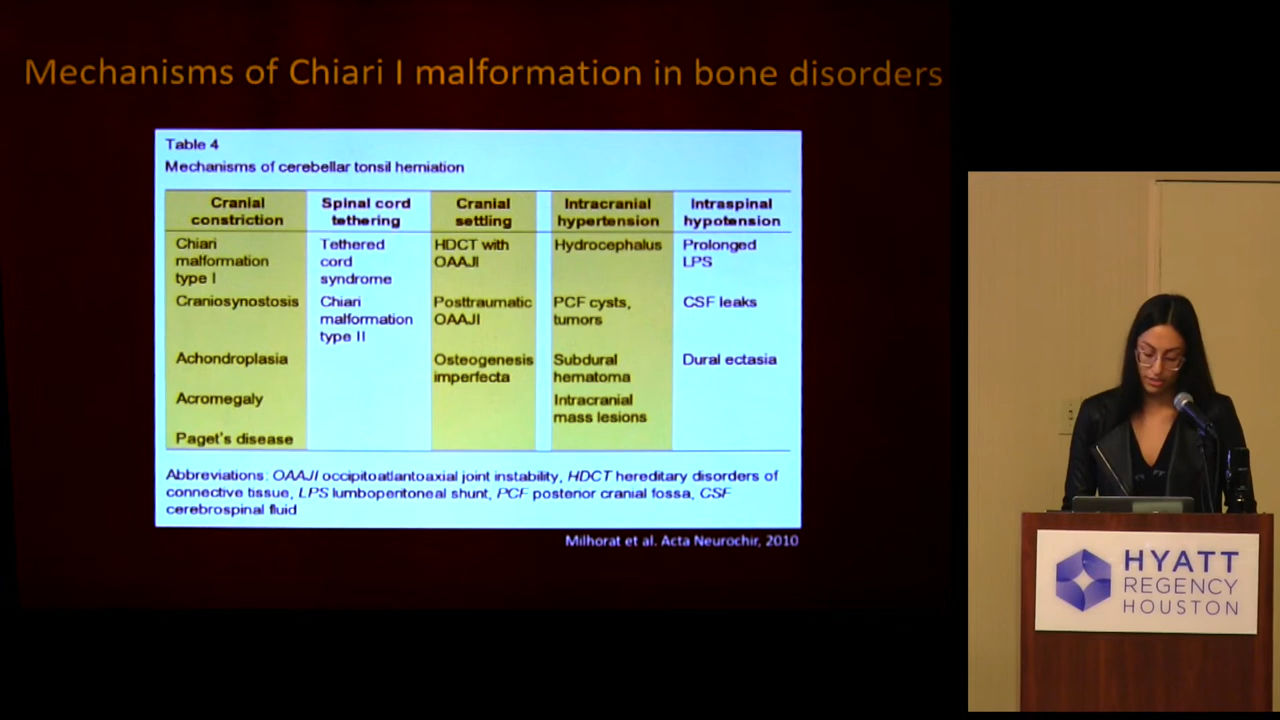 Mechanisms of Chiari I malformation in bone disorders
Table 4
Mechanisms of cerebellar tonsil herniation
Cranial constriction
Spinal cord tethering
Cranial settling
Intracranial hypertension
Intraspinal hypotension
Chiari malformation type I
Tethered cord syndrome
HDCT with OAAJI
Hydrocephalus
Prolonged LPS
Craniosynostosis
Chiari malformation type II
Posttraumatic OAAJI
PCF cysts, tumors
CSF leaks
Achondroplasia
Osteogenesis imperfecta
Subdural hematoma
Dural ectasia
Acromegaly
Intracranial mass lesions
Paget's disease
Abbreviations: OAAJI occipitoatlantoaxial joint instability, HDCT hereditary disorders of
connective tissue, LPS lumboperitoneal shunt, PCF posterior cranial fossa, CSF
cerebrospinal fluid
Milhorat et al. Acta Neurochir, 2010
HYATT
REGENCY
HOUSTON